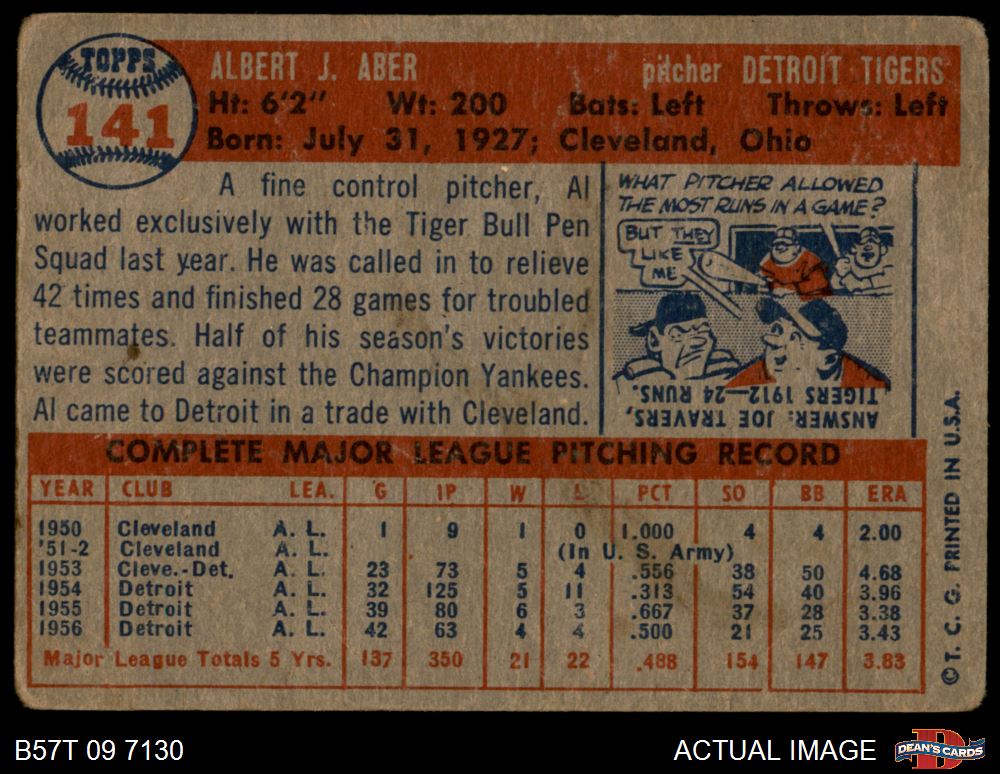 TOPPS
141
ALBERT J. ABER pitcher DETROIT TIGERS
Ht: 6'2" Wt: 200 Bats: Left Throws: Left
Born: July 31, 1927; Cleveland, Ohio
A fine control pitcher, Al
worked exclusively with the Tiger Bull Pen
Squad last year. He was called in to relieve
42 times and finished 28 games for troubled
teammates. Half of his season's victories
were scored against the Champion Yankees.
Al came to Detroit in a trade with Cleveland.
WHAT PITCHER ALLOWED
THE MOST RUNS IN A GAME?
BUT THEY
LIKE
ME
ANSWER: JOE TRAVERS,
TIGERS 1912—24 RUNS.
COMPLETE MAJOR LEAGUE PITCHING RECORD
YEAR CLUB LEA. G IP W L PCT SO BB ERA
1950 Cleveland A. L. 1 9 1 0 1.000 4 4 2.00
'51-2 Cleveland A. L. (In U. S. Army)
1953 Cleve.-Det. A. L. 23 73 5 4 .556 38 50 4.68
1954 Detroit A. L. 32 125 5 11 .313 54 40 3.96
1955 Detroit A. L. 39 80 6 3 .667 37 28 3.38
1956 Detroit A. L. 42 63 4 4 .500 21 25 3.43
Major League Totals 5 Yrs. 137 350 21 22 .488 154 147 3.83
©T. C. G. PRINTED IN U.S.A.
B57T 09 7130
ACTUAL IMAGE
DEAN'S CARDS